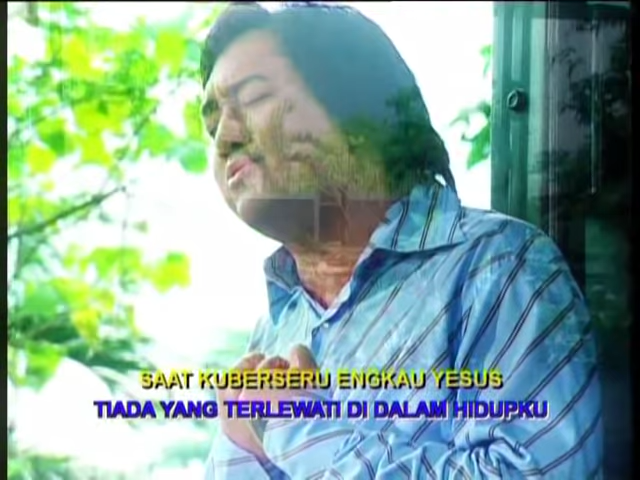 SAAT KUBERSERU ENGKAU YESUS
TIADA YANG TERLEWATI DI DALAM HIDUPKU